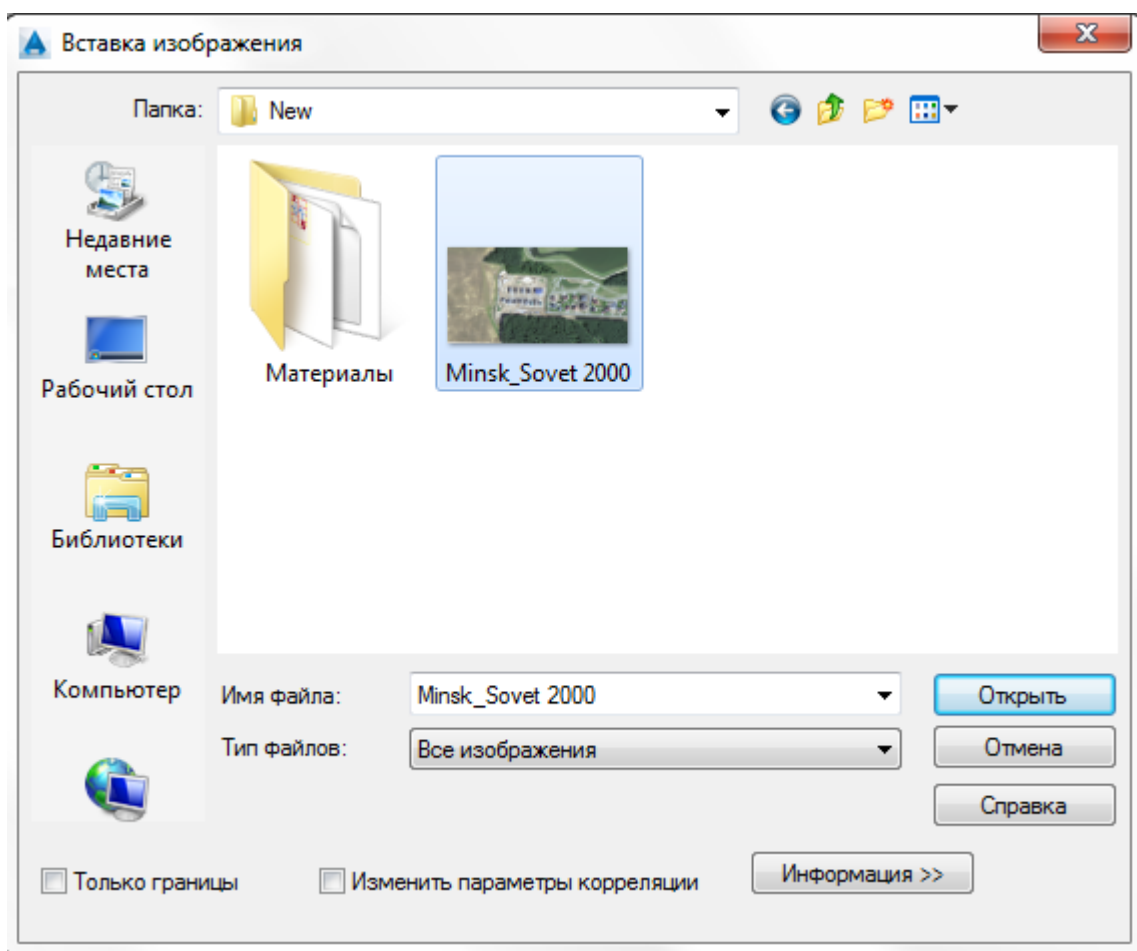 Вставка изображения
Папка:
New
Недавние
места
Рабочий стол
Библиотеки
Компьютер
Материалы
Minsk_Sovet 2000
Имя файла:
Minsk_Sovet 2000
Открыть
Тип файлов:
Все изображения
Отмена
Справка
Только границы
Изменить параметры корреляции
Информация >>